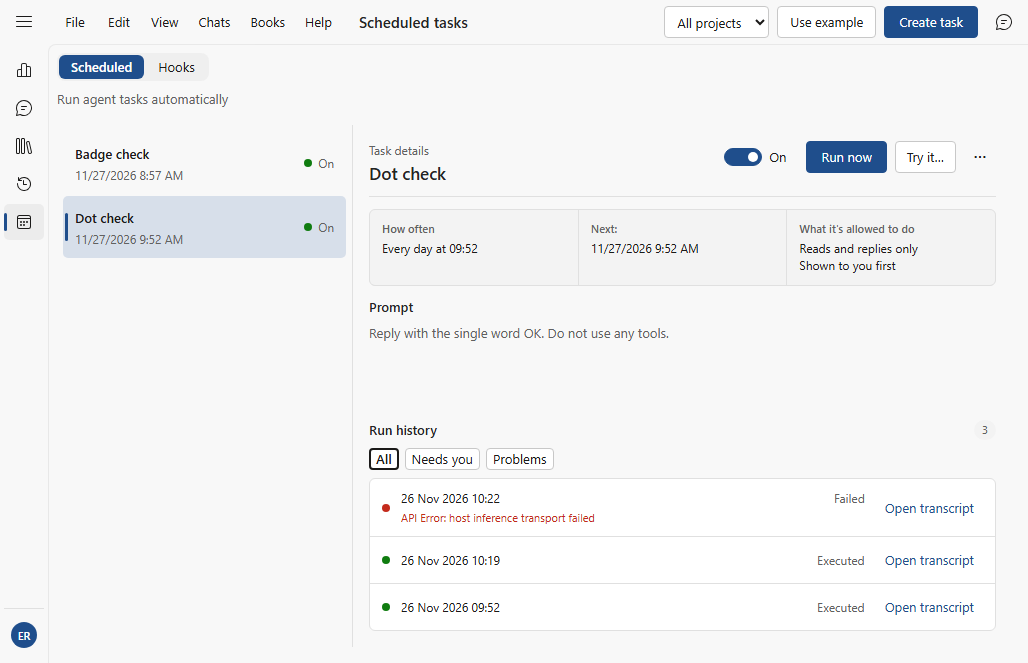 File Edit View Chats Books Help Scheduled tasks All projects Use example Create task
Scheduled Hooks
Run agent tasks automatically
Badge check
11/27/2026 8:57 AM
On
Dot check
11/27/2026 9:52 AM
On
Task details
Dot check
On Run now Try it... ...
How often
Every day at 09:52
Next:
11/27/2026 9:52 AM
What it's allowed to do
Reads and replies only
Shown to you first
Prompt
Reply with the single word OK. Do not use any tools.
Run history 3
All Needs you Problems
26 Nov 2026 10:22 Failed Open transcript
API Error: host inference transport failed
26 Nov 2026 10:19 Executed Open transcript
26 Nov 2026 09:52 Executed Open transcript
ER